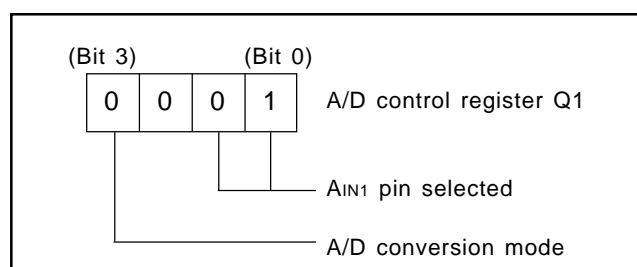 (Bit 3) (Bit 0)
0 0 0 1 A/D control register Q1
AIN1 pin selected
A/D conversion mode